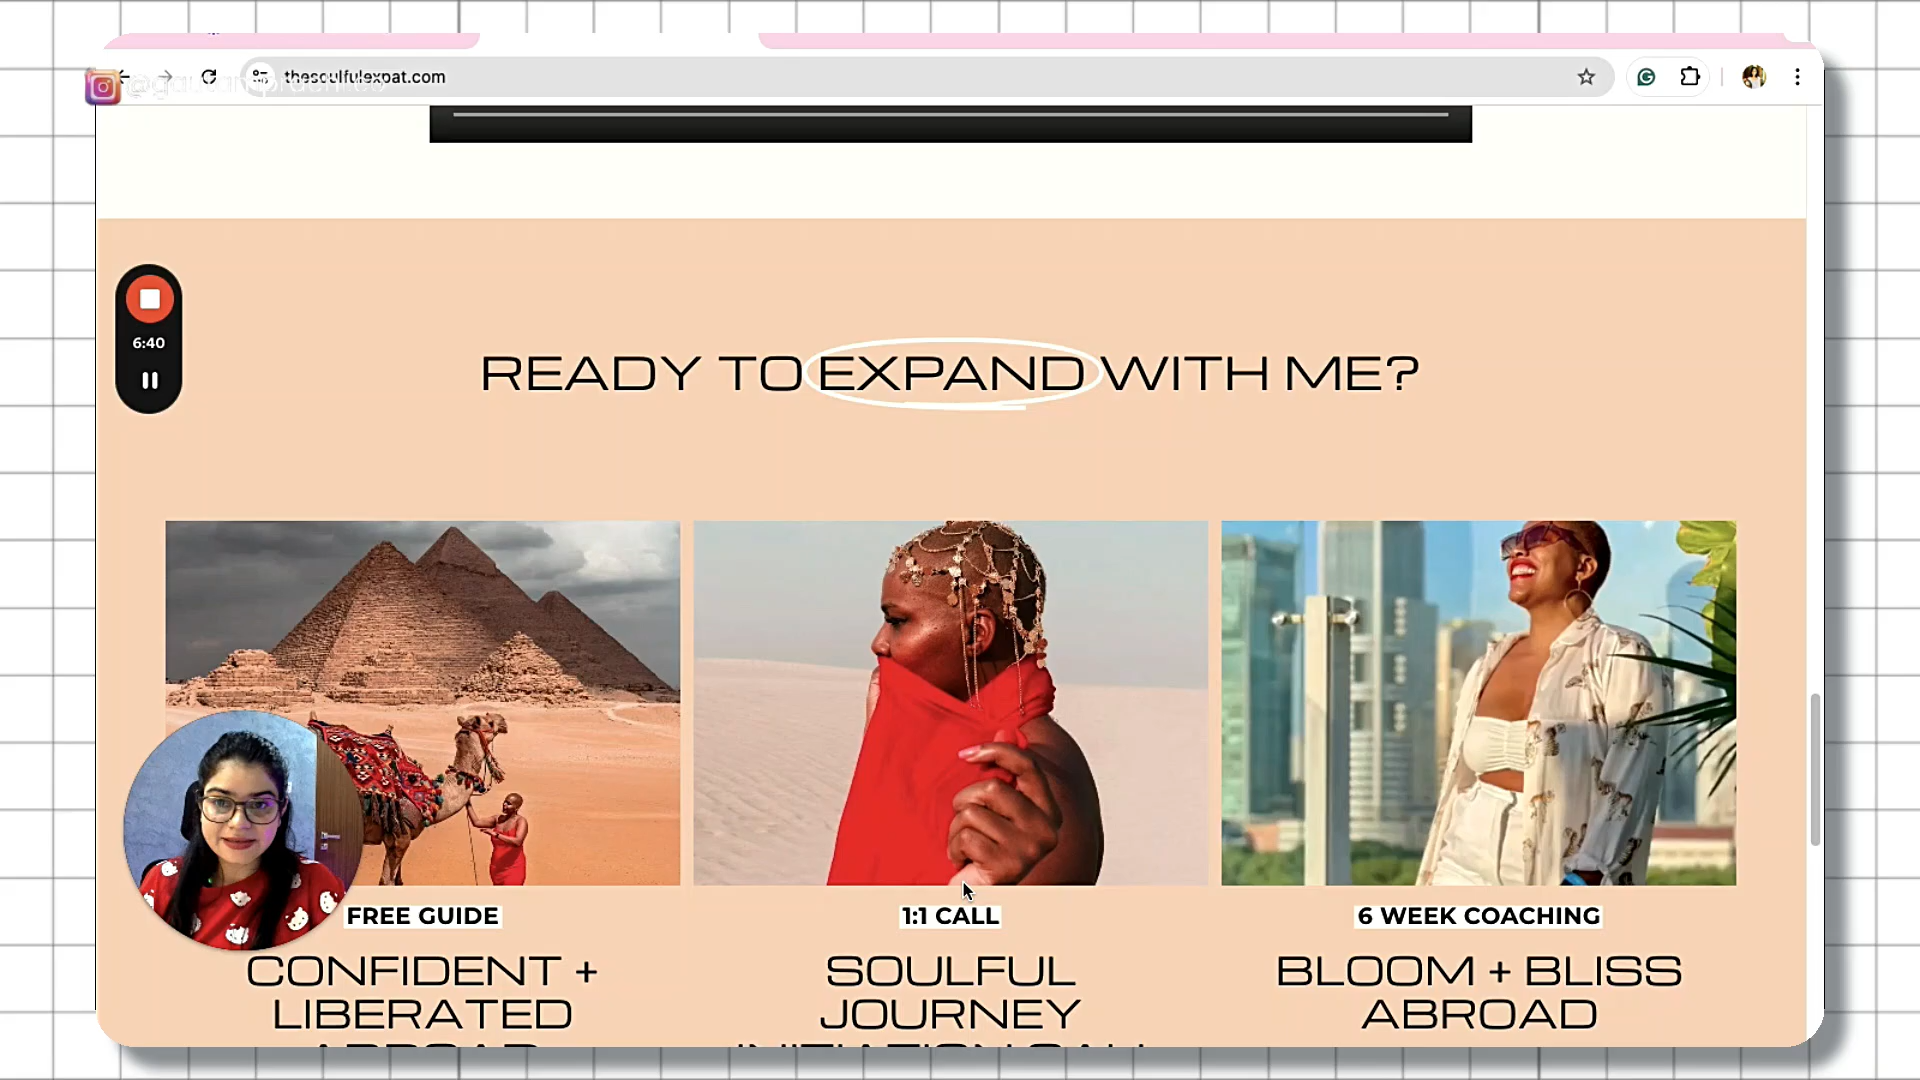 thesoulfulexpat.com
6:40
READY TO EXPAND WITH ME?
FREE GUIDE
CONFIDENT +
LIBERATED
1:1 CALL
SOULFUL
JOURNEY
6 WEEK COACHING
BLOOM + BLISS
ABROAD